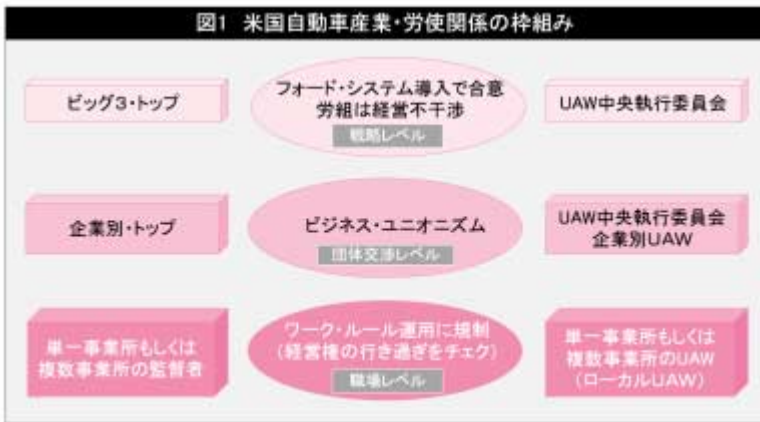 図1 米国自動車産業・労使関係の枠組み
ビッグ3・トップ
フォード・システム導入で合意
労組は経営不干渉
戦略レベル
UAW中央執行委員会
企業別・トップ
ビジネス・ユニオニズム
団体交渉レベル
UAW中央執行委員会
企業別UAW
単一事業所もしくは
複数事業所の監督者
ワーク・ルール運用に規制
(経営権の行き過ぎをチェク)
職場レベル
単一事業所もしくは
複数事業所のUAW
(ローカルUAW)